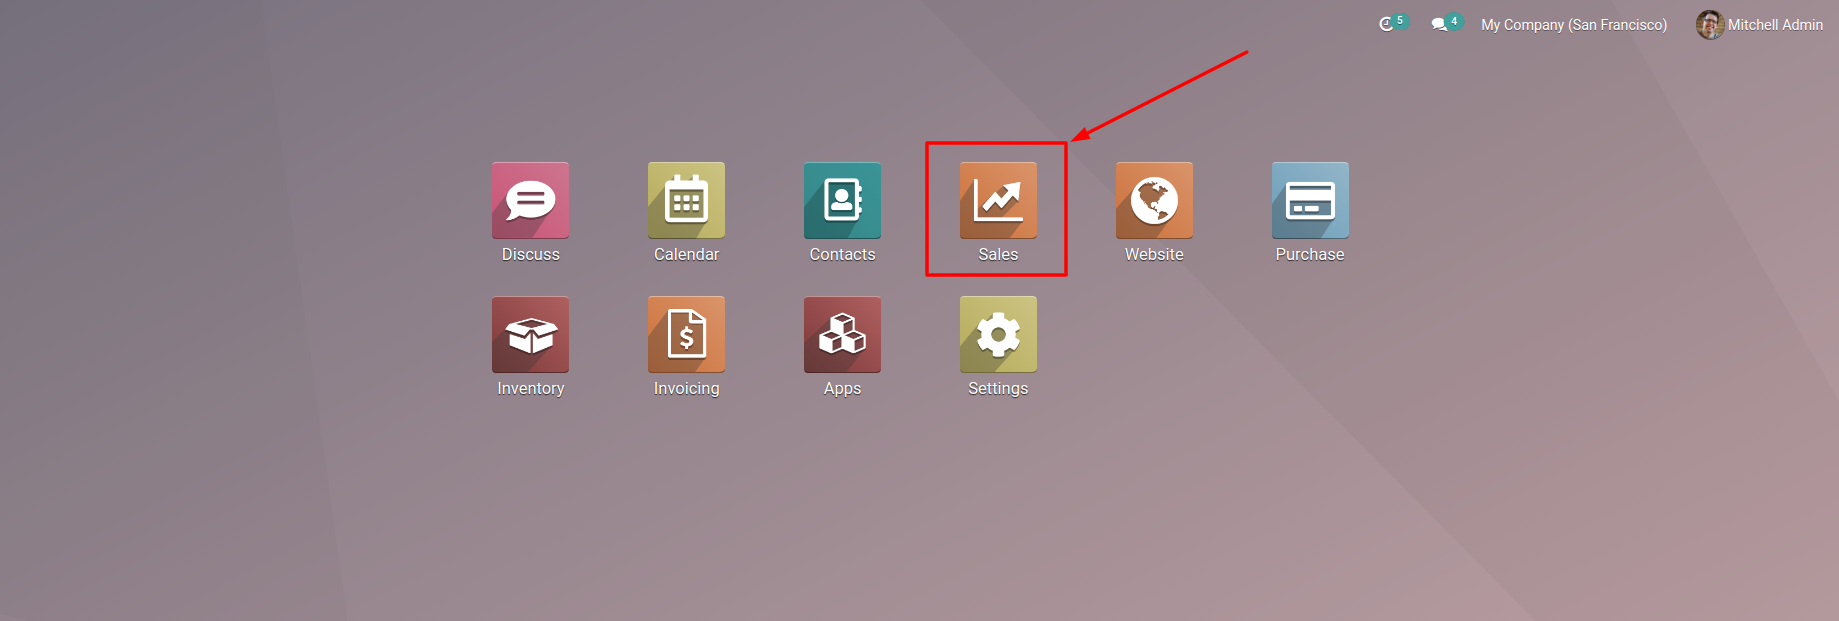 5 4 My Company (San Francisco) Mitchell Admin
Discuss Calendar Contacts Sales Website Purchase
Inventory Invoicing Apps Settings